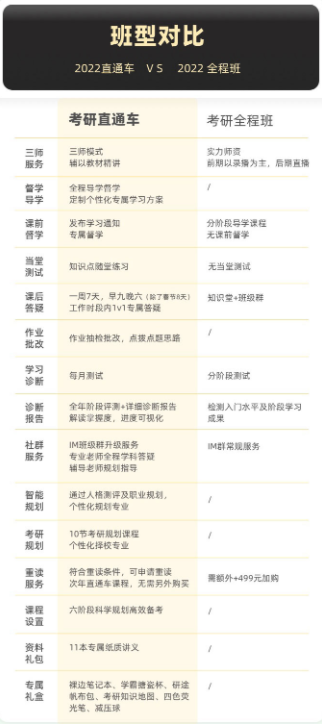 班型对比
2022直通车 VS 2022 全程班
考研直通车 考研全程班
三师服务 三师模式 实力师资
辅以教材精讲 前期以录播为主，后期直播
督学导学 全程导学督学 /
定制个性化专属学习方案
课前督学 发布学习通知 分阶段导学课程
专属督学 无课前督学
当堂测试 知识点随堂练习 无当堂测试
课后答疑 一周7天，早九晚六（除了春节8天） 知识堂+班级群
工作时段内1v1专属答疑
作业批改 作业抽检批改，点拨点题思路 /
学习诊断 每月测试 分阶段测试
诊断报告 全年阶段评测+详细诊断报告 检测入门水平及阶段学习
解读掌握度，进度可视化 成果
社群服务 IM班级群升级服务 IM群常规服务
专业老师全程学科答疑
辅导老师规划指导
智能规划 通过人格测评及职业规划， /
个性化规划专业
考研规划 10节考研规划课程 /
个性化择校专业
重读服务 符合重读条件，可申请重读 需额外+499元加购
次年直通车课程，无需另外购买
课程设置 六阶段科学规划高效备考 /
资料礼包 11本专属纸质讲义 /
专属礼盒 裸边笔记本、学霸搪瓷杯、研途 /
帆布包、考研知识地图、四色荧
光笔、减压球